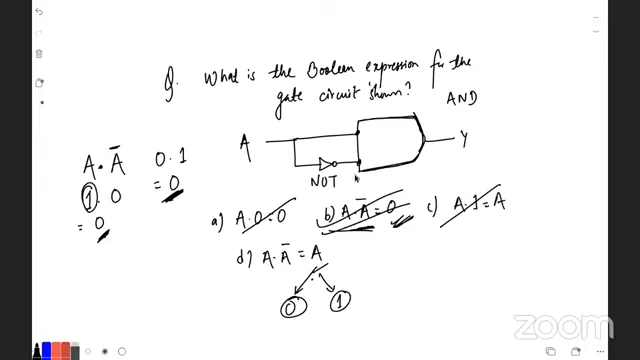 Q. What is the Boolean expression for the
gate circuit shown?
AND
A
Y
NOT
A · Ā 0.1
1 . 0 = 0
= 0
a) A.0=0 b) A.Ā=0 c) A.1=A
d) A.Ā = A
0 1
zoom